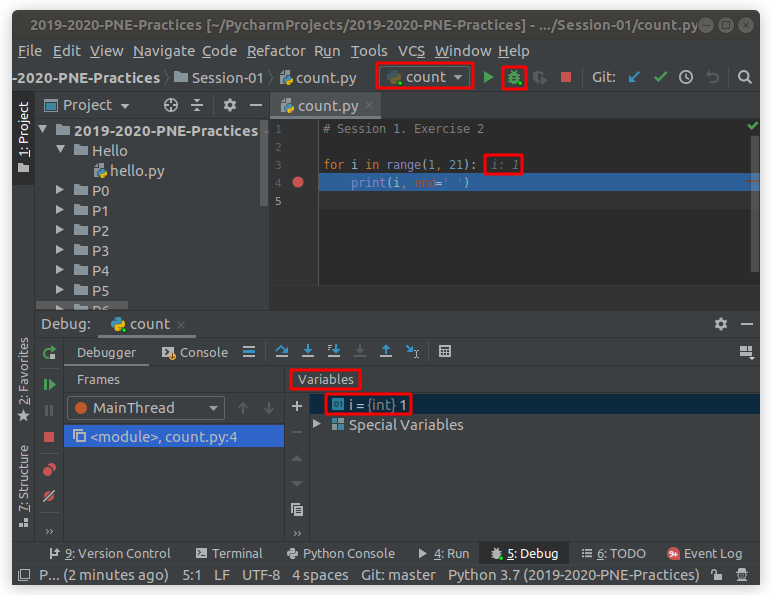 2019-2020-PNE-Practices [~/PycharmProjects/2019-2020-PNE-Practices] - .../Session-01/count.py
File Edit View Navigate Code Refactor Run Tools VCS Window Help
-2020-PNE-Practices Session-01 count.py count Git:
1: Project
Project
count.py
2019-2020-PNE-Practices
Hello
hello.py
P0
P1
P2
P3
P4
P5
1 # Session 1. Exercise 2
2
3 for i in range(1, 21): i: 1
4 print(i, end=' ')
5
Debug: count
Debugger Console
Frames Variables
MainThread
<module>, count.py:4
i = {int} 1
01
Special Variables
2: Favorites
7: Structure
9: Version Control Terminal Python Console 4: Run 5: Debug 6: TODO 9+ Event Log
P... (2 minutes ago) 5:1 LF UTF-8 4 spaces Git: master Python 3.7 (2019-2020-PNE-Practices)